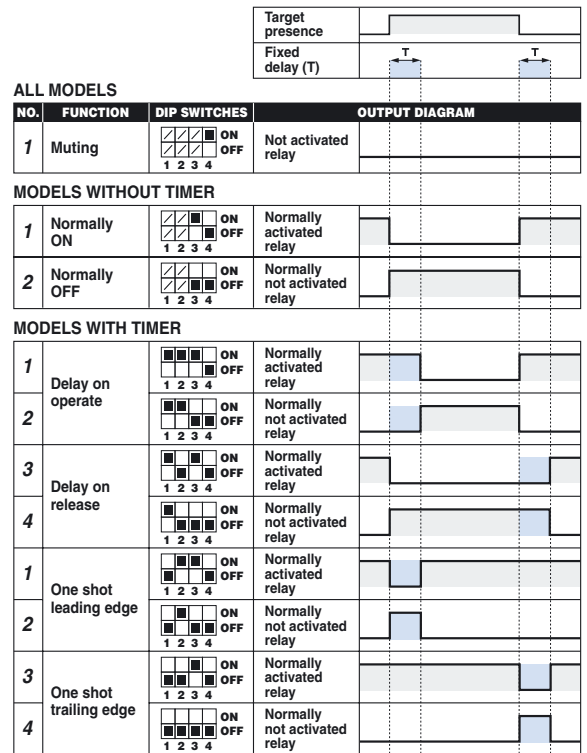 Target
presence
Fixed
delay (T)
T
T
ALL MODELS
NO. FUNCTION DIP SWITCHES OUTPUT DIAGRAM
1 Muting ON
OFF
1 2 3 4
Not activated
relay
MODELS WITHOUT TIMER
1 Normally
ON
ON
OFF
1 2 3 4
Normally
activated
relay
2 Normally
OFF
ON
OFF
1 2 3 4
Normally
not activated
relay
MODELS WITH TIMER
1
Delay on
operate
ON
OFF
1 2 3 4
Normally
activated
relay
2
ON
OFF
1 2 3 4
Normally
not activated
relay
3
Delay on
release
ON
OFF
1 2 3 4
Normally
activated
relay
4
ON
OFF
1 2 3 4
Normally
not activated
relay
1
One shot
leading edge
ON
OFF
1 2 3 4
Normally
activated
relay
2
ON
OFF
1 2 3 4
Normally
not activated
relay
3
One shot
trailing edge
ON
OFF
1 2 3 4
Normally
activated
relay
4
ON
OFF
1 2 3 4
Normally
not activated
relay